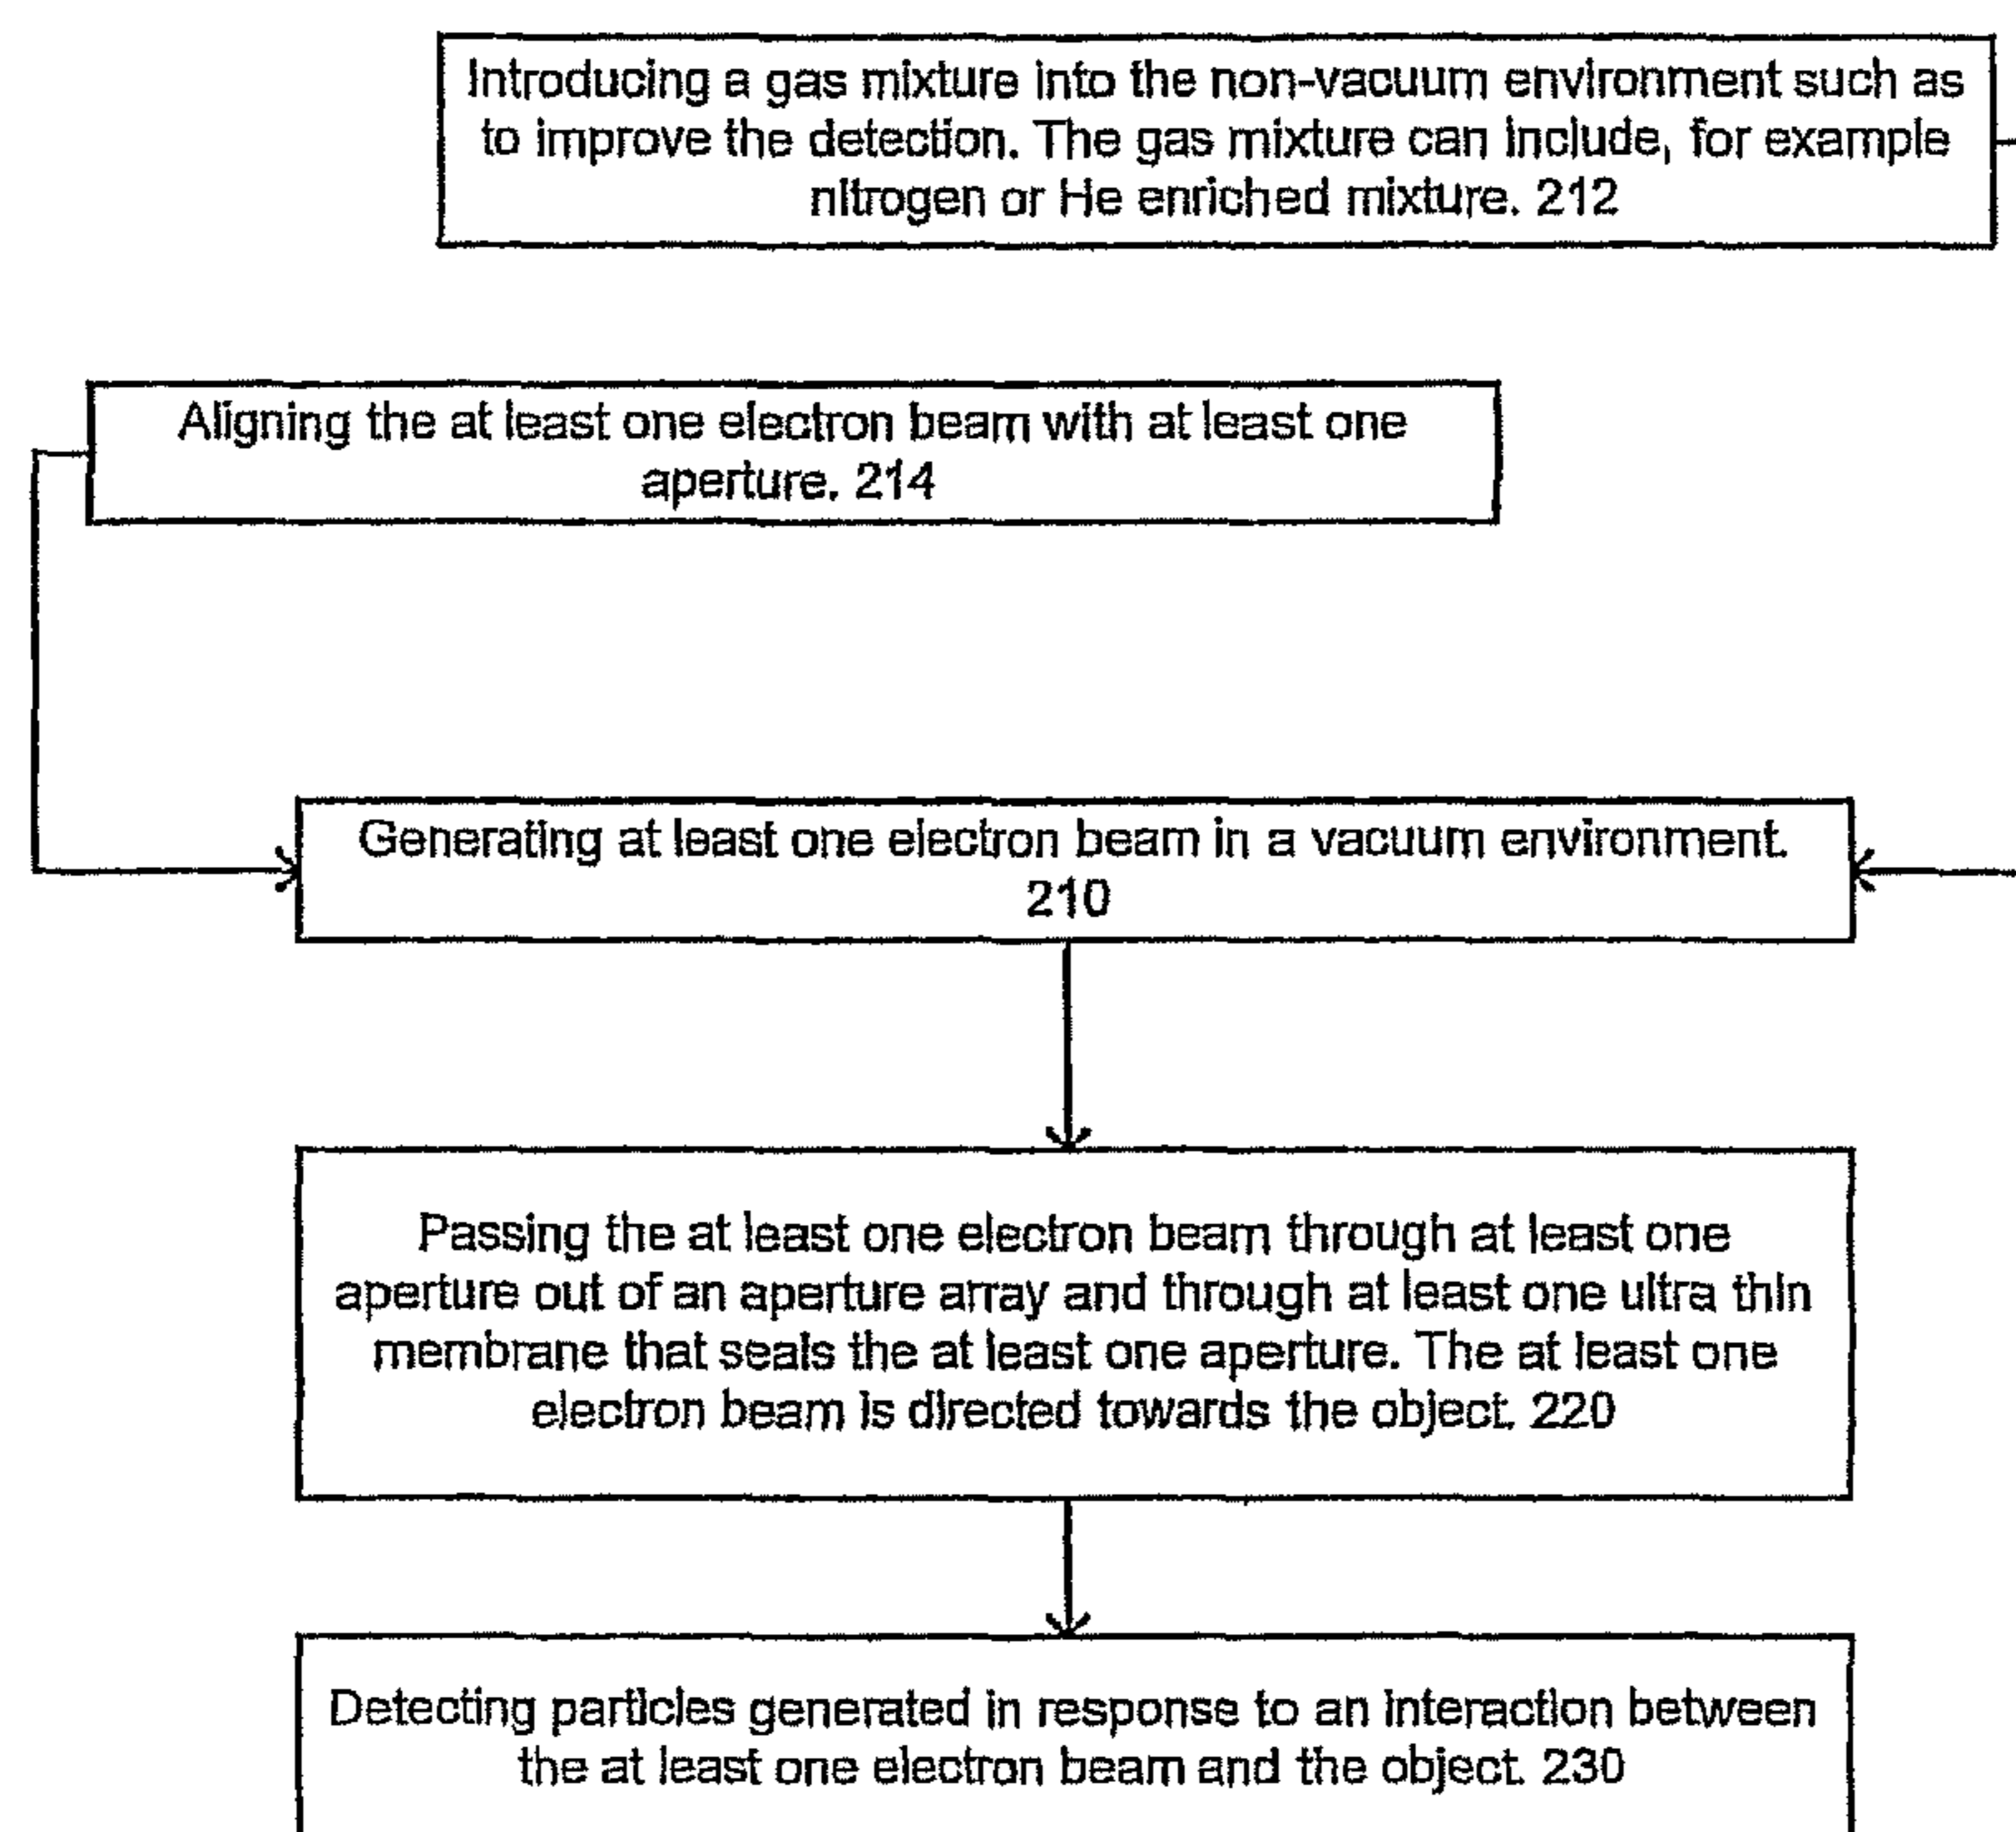 Introducing a gas mixture into the non-vacuum environment such as
to improve the detection. The gas mixture can include, for example
nitrogen or He enriched mixture. 212
Aligning the at least one electron beam with at least one
aperture. 214
Generating at least one electron beam in a vacuum environment.
210
Passing the at least one electron beam through at least one
aperture out of an aperture array and through at least one ultra thin
membrane that seals the at least one aperture. The at least one
electron beam is directed towards the object. 220
Detecting particles generated in response to an interaction between
the at least one electron beam and the object. 230